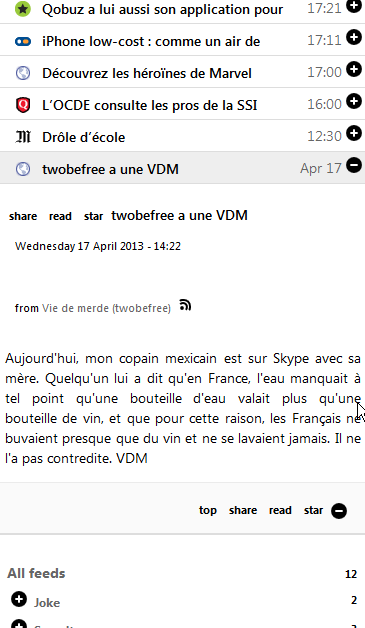 Qobuz a lui aussi son application pour 17:21
iPhone low-cost : comme un air de 17:11
Découvrez les héroïnes de Marvel 17:00
L'OCDE consulte les pros de la SSI 16:00
Drôle d'école 12:30
twobefree a une VDM Apr 17
share read star twobefree a une VDM
Wednesday 17 April 2013 - 14:22
from Vie de merde (twobefree)
Aujourd'hui, mon copain mexicain est sur Skype avec sa
mère. Quelqu'un lui a dit qu'en France, l'eau manquait à
tel point qu'une bouteille d'eau valait plus qu'une
bouteille de vin, et que pour cette raison, les Français ne
buvaient presque que du vin et ne se lavaient jamais. Il ne
l'a pas contredite. VDM
top share read star
All feeds 12
Joke 2